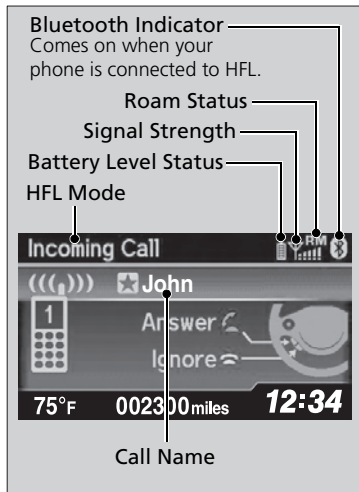 Bluetooth Indicator
Comes on when your
phone is connected to HFL.
Roam Status
Signal Strength
Battery Level Status
HFL Mode
Incoming Call RM
John
1
Answer
Ignore
75°F 002300 miles 12:34
Call Name